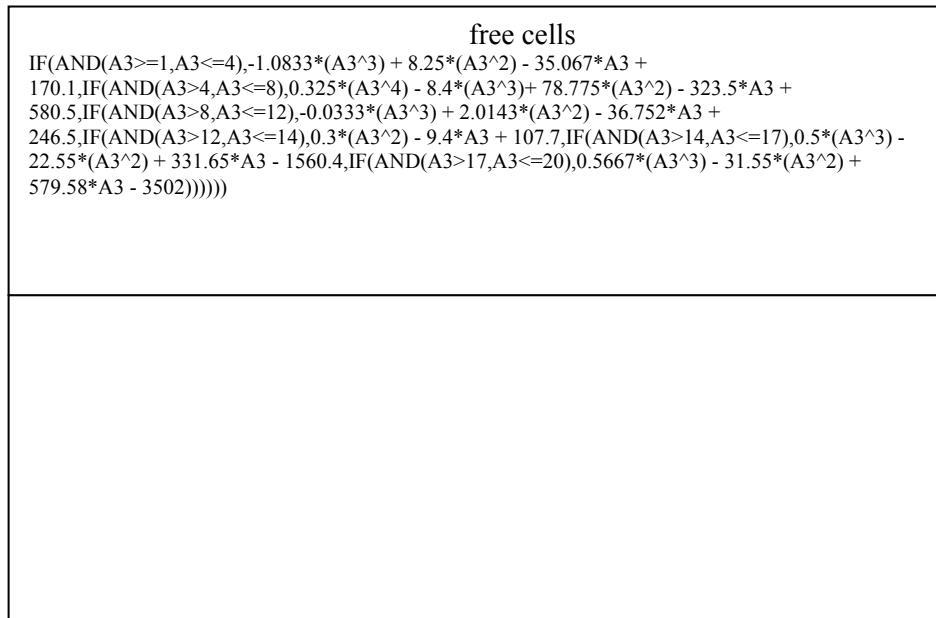 free cells
IF(AND(A3>=1,A3<=4),-1.0833*(A3^3) + 8.25*(A3^2) - 35.067*A3 +
170.1,IF(AND(A3>4,A3<=8),0.325*(A3^4) - 8.4*(A3^3)+ 78.775*(A3^2) - 323.5*A3 +
580.5,IF(AND(A3>8,A3<=12),-0.0333*(A3^3) + 2.0143*(A3^2) - 36.752*A3 +
246.5,IF(AND(A3>12,A3<=14),0.3*(A3^2) - 9.4*A3 + 107.7,IF(AND(A3>14,A3<=17),0.5*(A3^3) -
22.55*(A3^2) + 331.65*A3 - 1560.4,IF(AND(A3>17,A3<=20),0.5667*(A3^3) - 31.55*(A3^2) +
579.58*A3 - 3502))))))